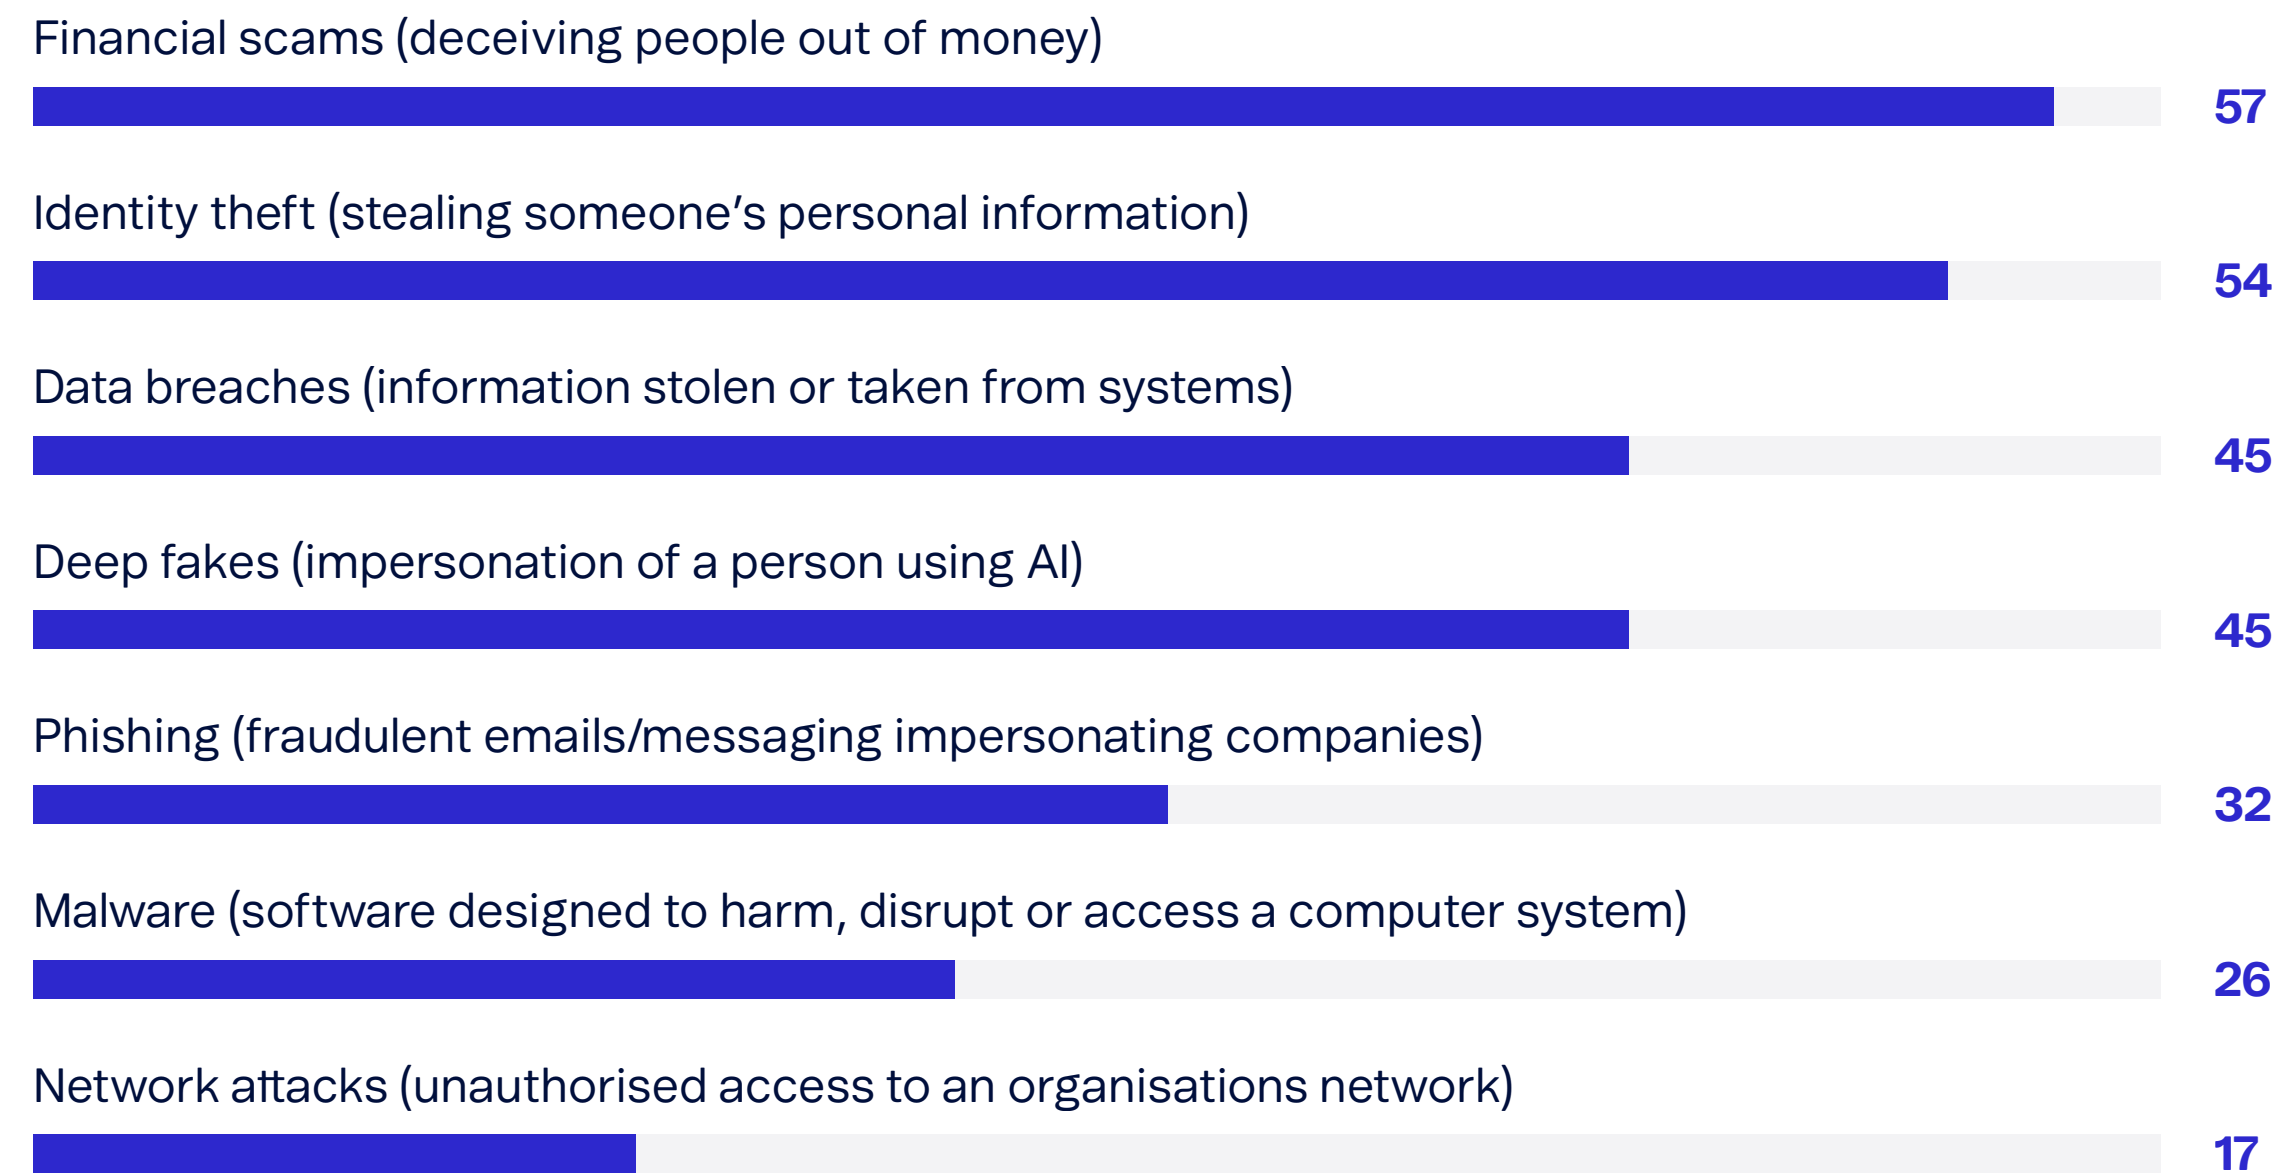 Financial scams (deceiving people out of money)
57
Identity theft (stealing someone’s personal information)
54
Data breaches (information stolen or taken from systems)
45
Deep fakes (impersonation of a person using AI)
45
Phishing (fraudulent emails/messaging impersonating companies)
32
Malware (software designed to harm, disrupt or access a computer system)
26
Network attacks (unauthorised access to an organisations network)
17